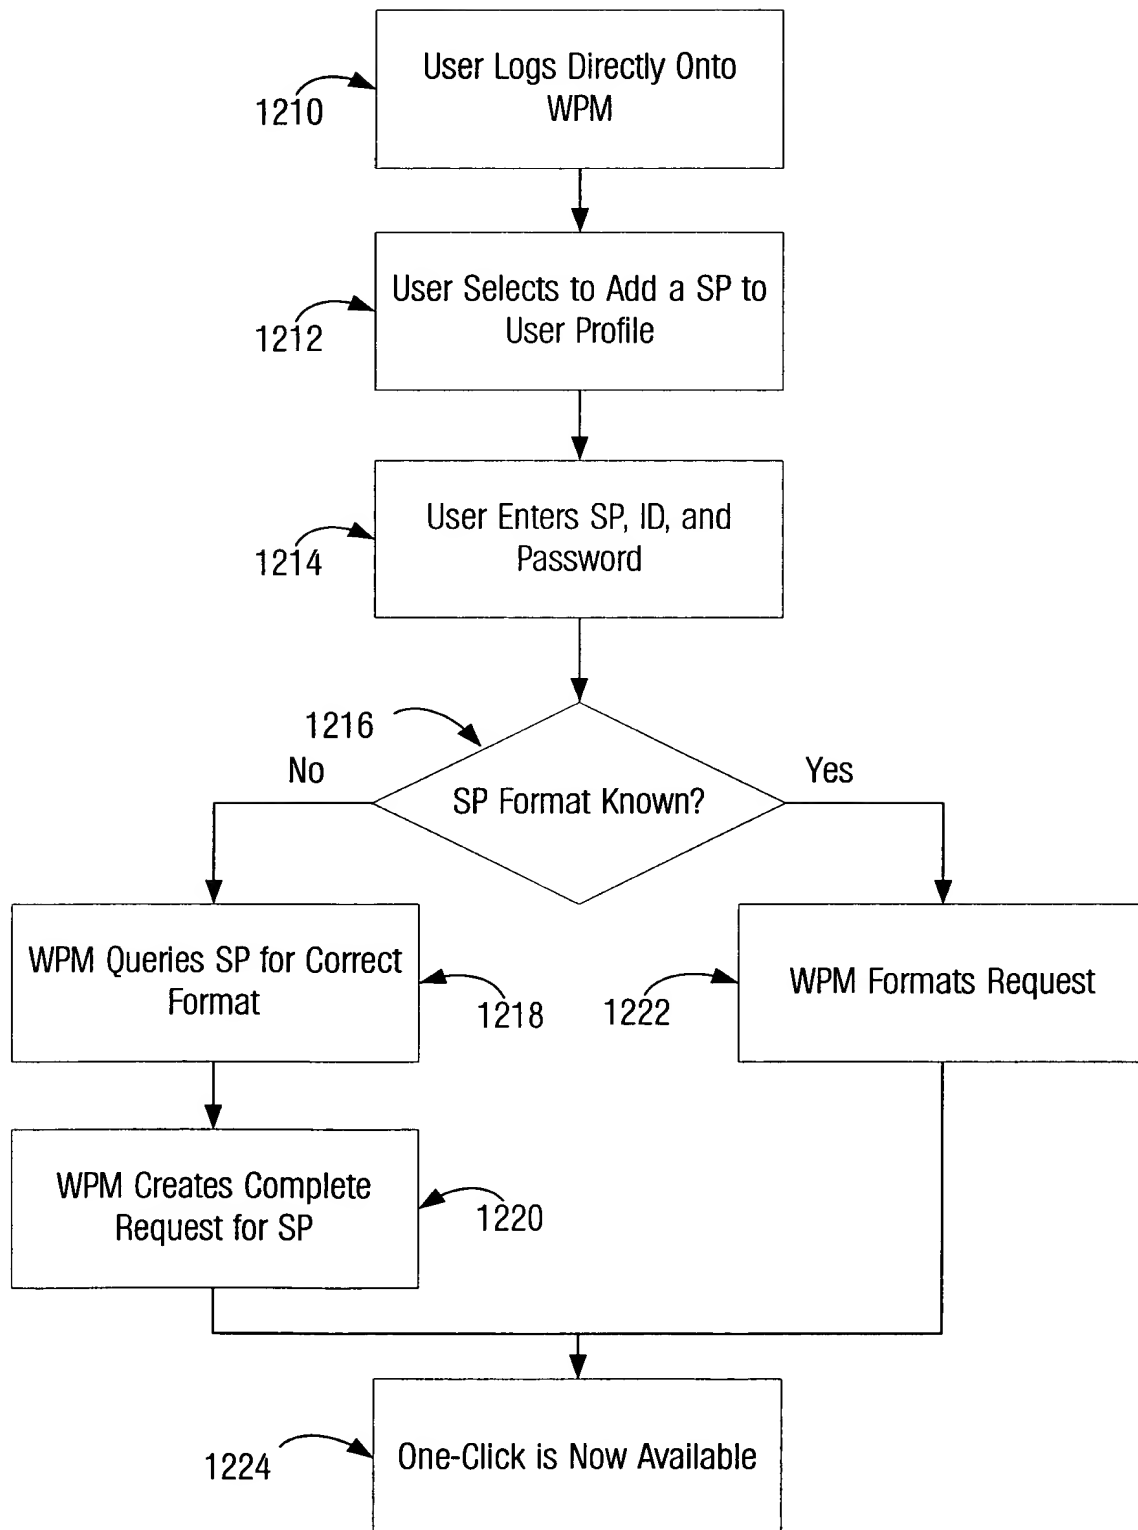 User Logs Directly Onto
WPM
1210
User Selects to Add a SP to
User Profile
1212
User Enters SP, ID, and
Password
1214
1216
No
Yes
SP Format Known?
WPM Queries SP for Correct
Format
1218
1222
WPM Formats Request
WPM Creates Complete
Request for SP
1220
One-Click is Now Available
1224